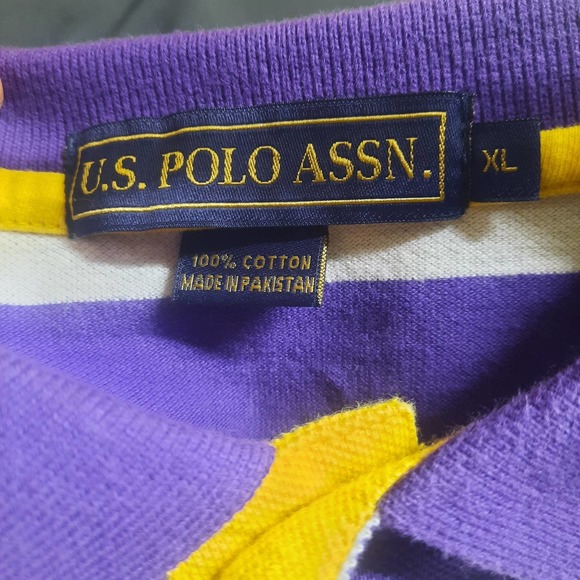 U.S. POLO ASSN.
XL
100% COTTON
MADE IN PAKISTAN